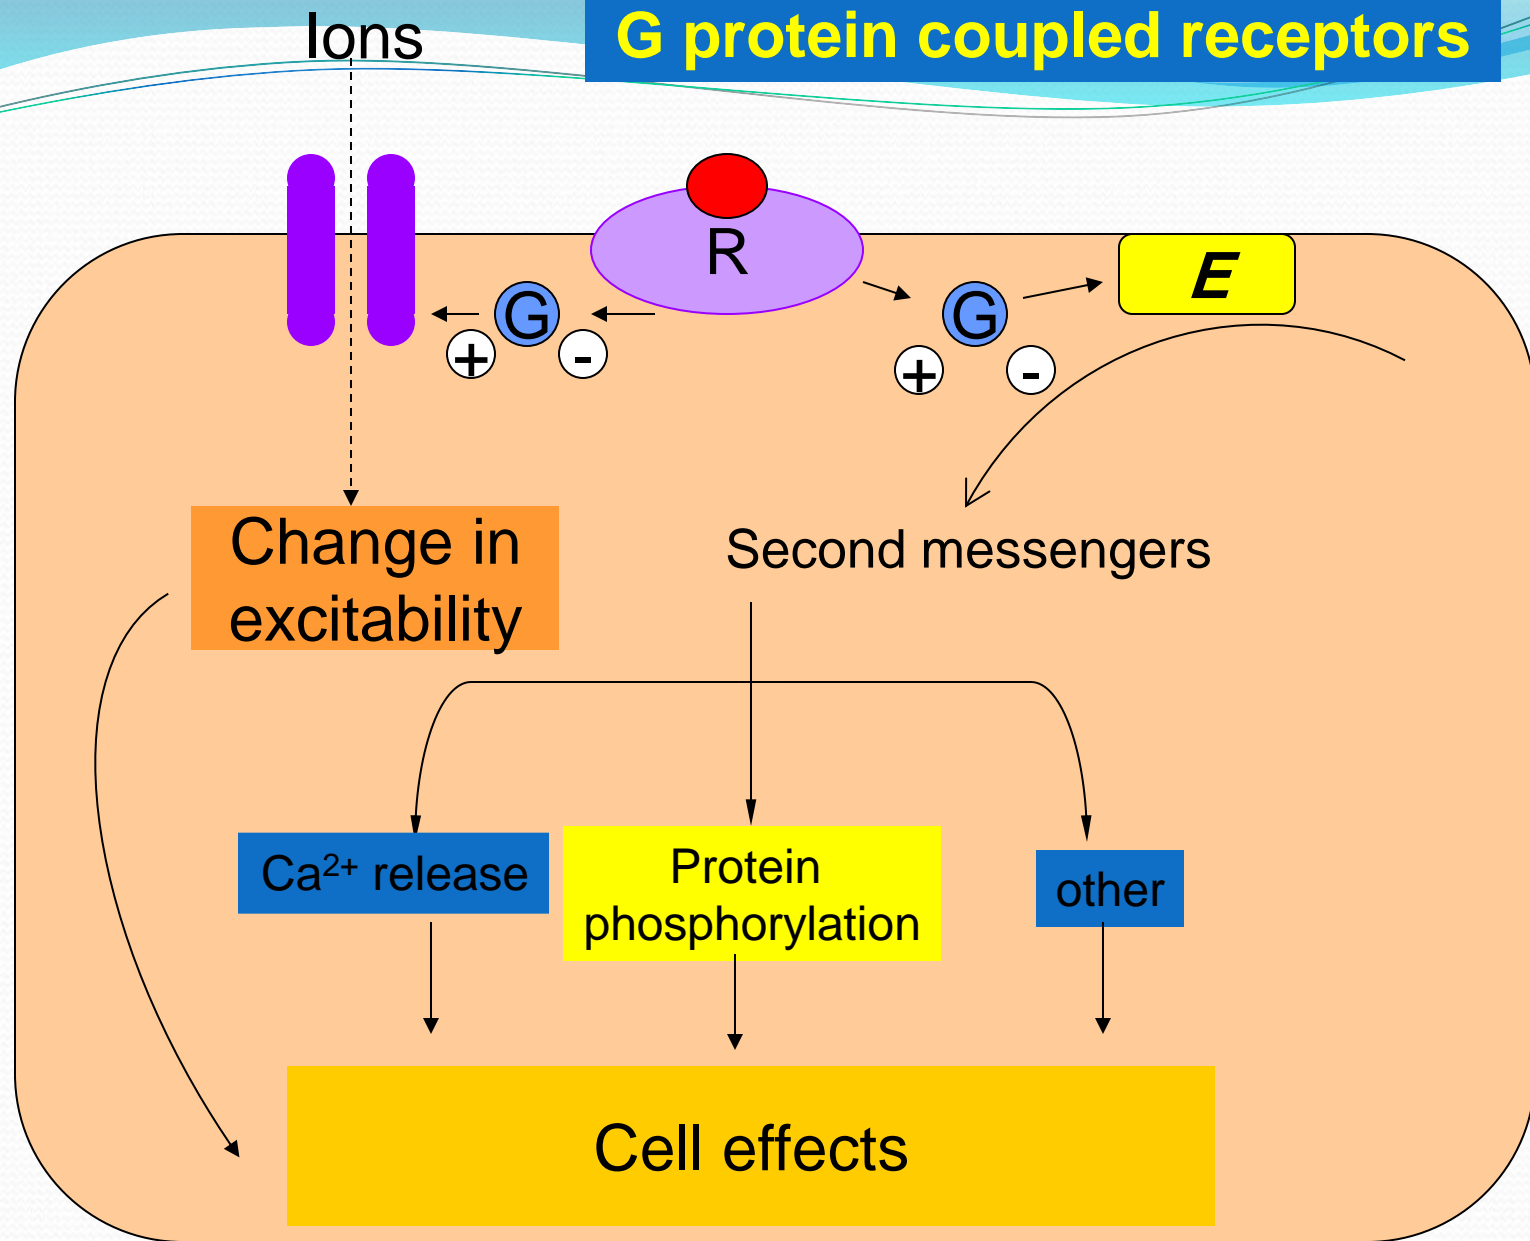 Ions
G protein coupled receptors
R
E
G
G
+
-
+
-
Change in
excitability
Second messengers
Ca²⁺ release
Protein
phosphorylation
other
Cell effects